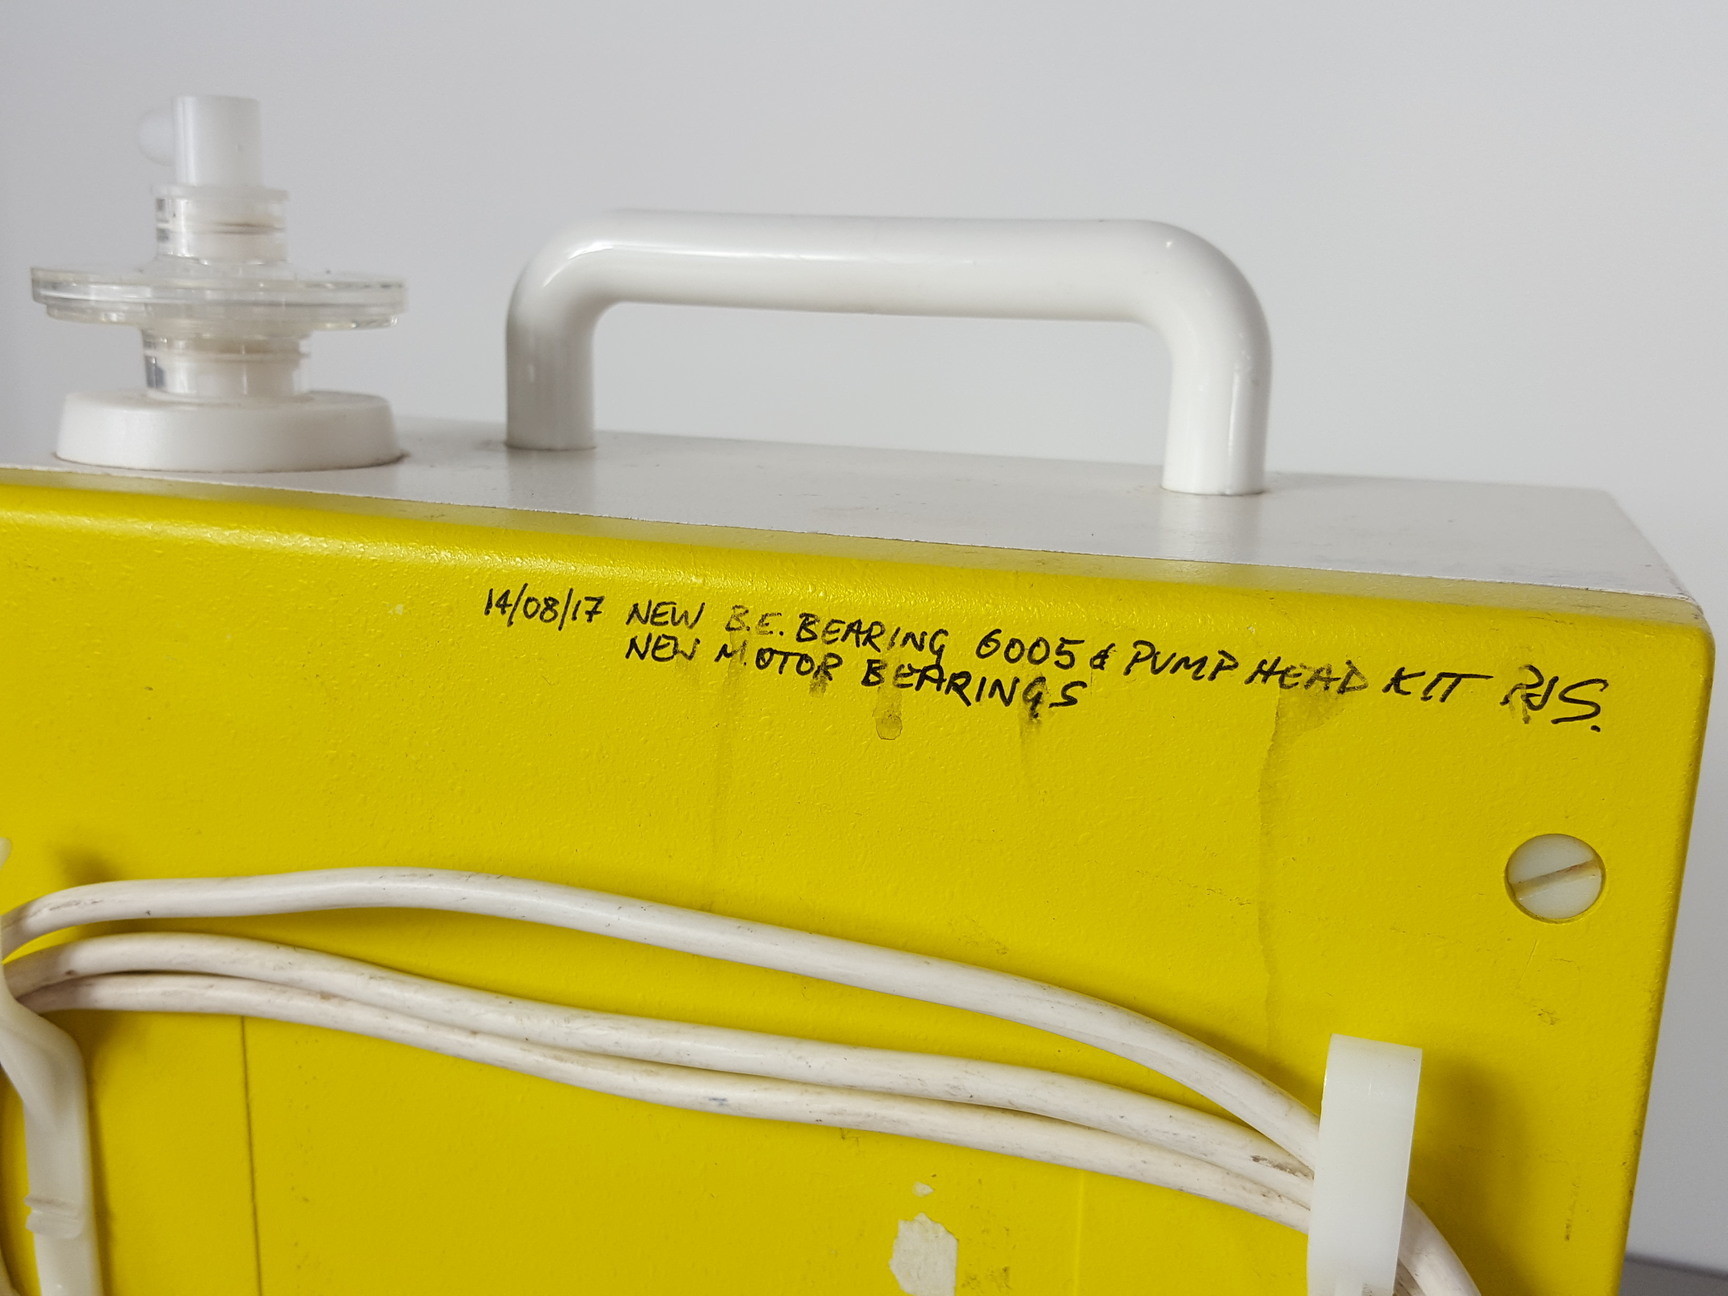 14/08/17 NEW B.E. BEARING 6005 & PUMP HEAD KIT RJS.
NEW MOTOR BEARINGS